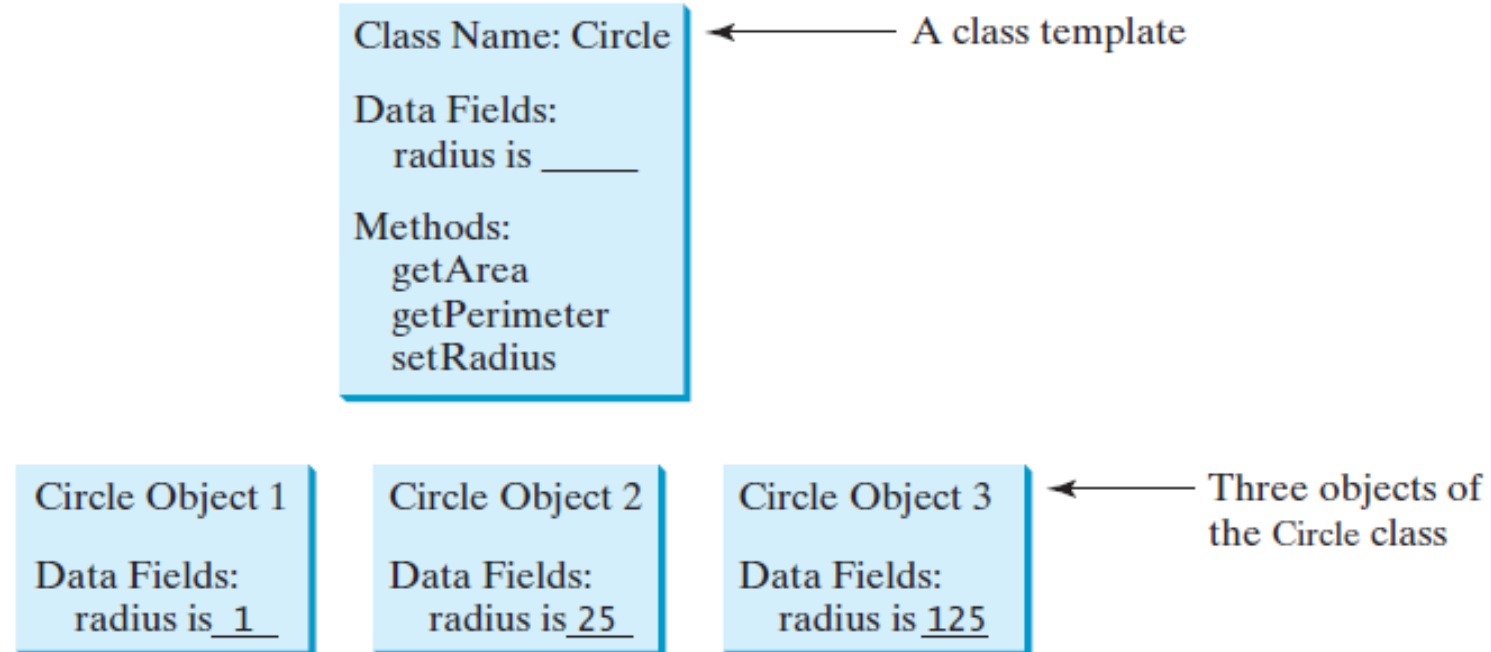 Class Name: Circle
A class template
Data Fields:
radius is _____
Methods:
getArea
getPerimeter
setRadius
Circle Object 1
Data Fields:
radius is 1
Circle Object 2
Data Fields:
radius is 25
Circle Object 3
Data Fields:
radius is 125
Three objects of
the Circle class